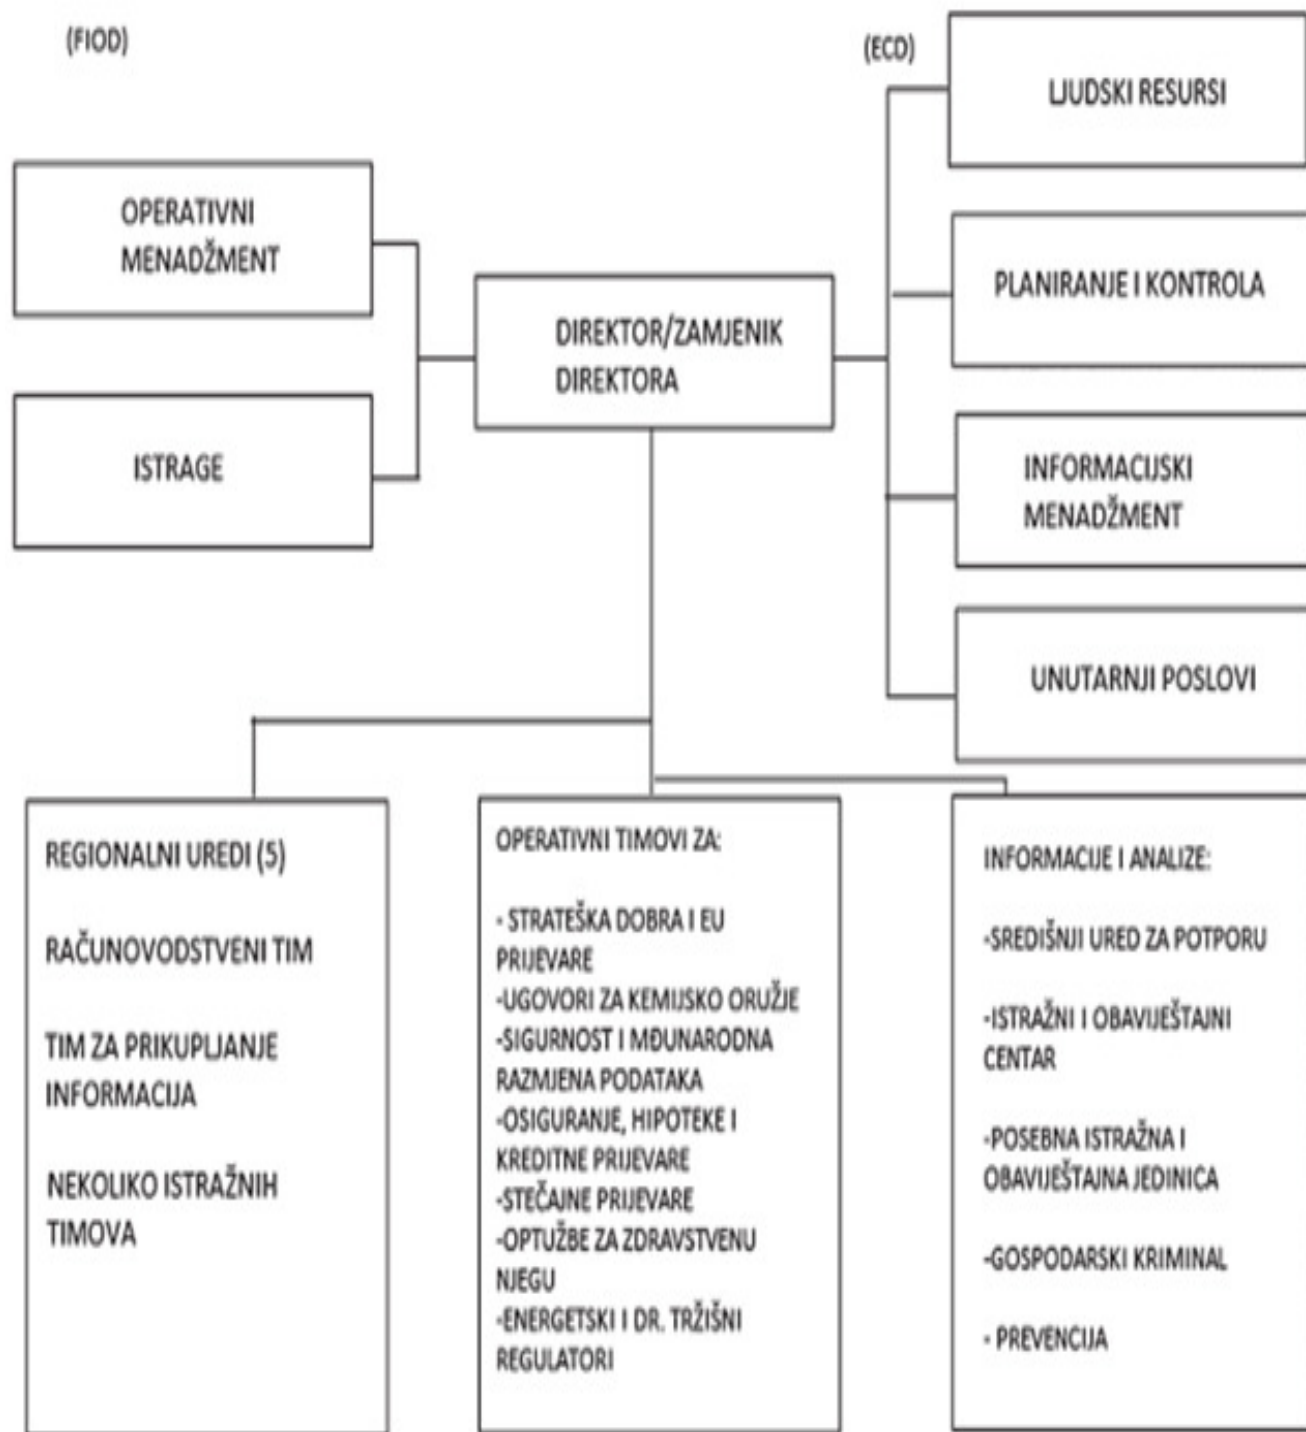 (FIOD)
(ECD)
LJUDSKI RESURSI
OPERATIVNI
MENADŽMENT
PLANIRANJE I KONTROLA
DIREKTOR/ZAMJENIK
DIREKTORA
ISTRAGE
INFORMACIJSKI
MENADŽMENT
UNUTARNJI POSLOVI
REGIONALNI UREDI (5)
RAČUNOVODSTVENI TIM
TIM ZA PRIKUPLJANJE
INFORMACIJA
NEKOLIKO ISTRAŽNIH
TIMOVA
OPERATIVNI TIMOVI ZA:
- STRATEŠKA DOBRA I EU
PRIJEVARE
-UGOVORI ZA KEMIJSKO ORUŽJE
-SIGURNOST I MĐUNARODNA
RAZMJENA PODATAKA
-OSIGURANJE, HIPOTEKE I
KREDITNE PRIJEVARE
-STEČAJNE PRIJEVARE
-OPTUŽBE ZA ZDRAVSTVENU
NJEGU
-ENERGETSKI I DR. TRŽIŠNI
REGULATORI
INFORMACIJE I ANALIZE:
-SREDIŠNJI URED ZA POTPORU
-ISTRAŽNI I OBAVIJEŠTAJNI
CENTAR
-POSEBNA ISTRAŽNA I
OBAVIJEŠTAJNA JEDINICA
-GOSPODARSKI KRIMINAL
- PREVENCIJA